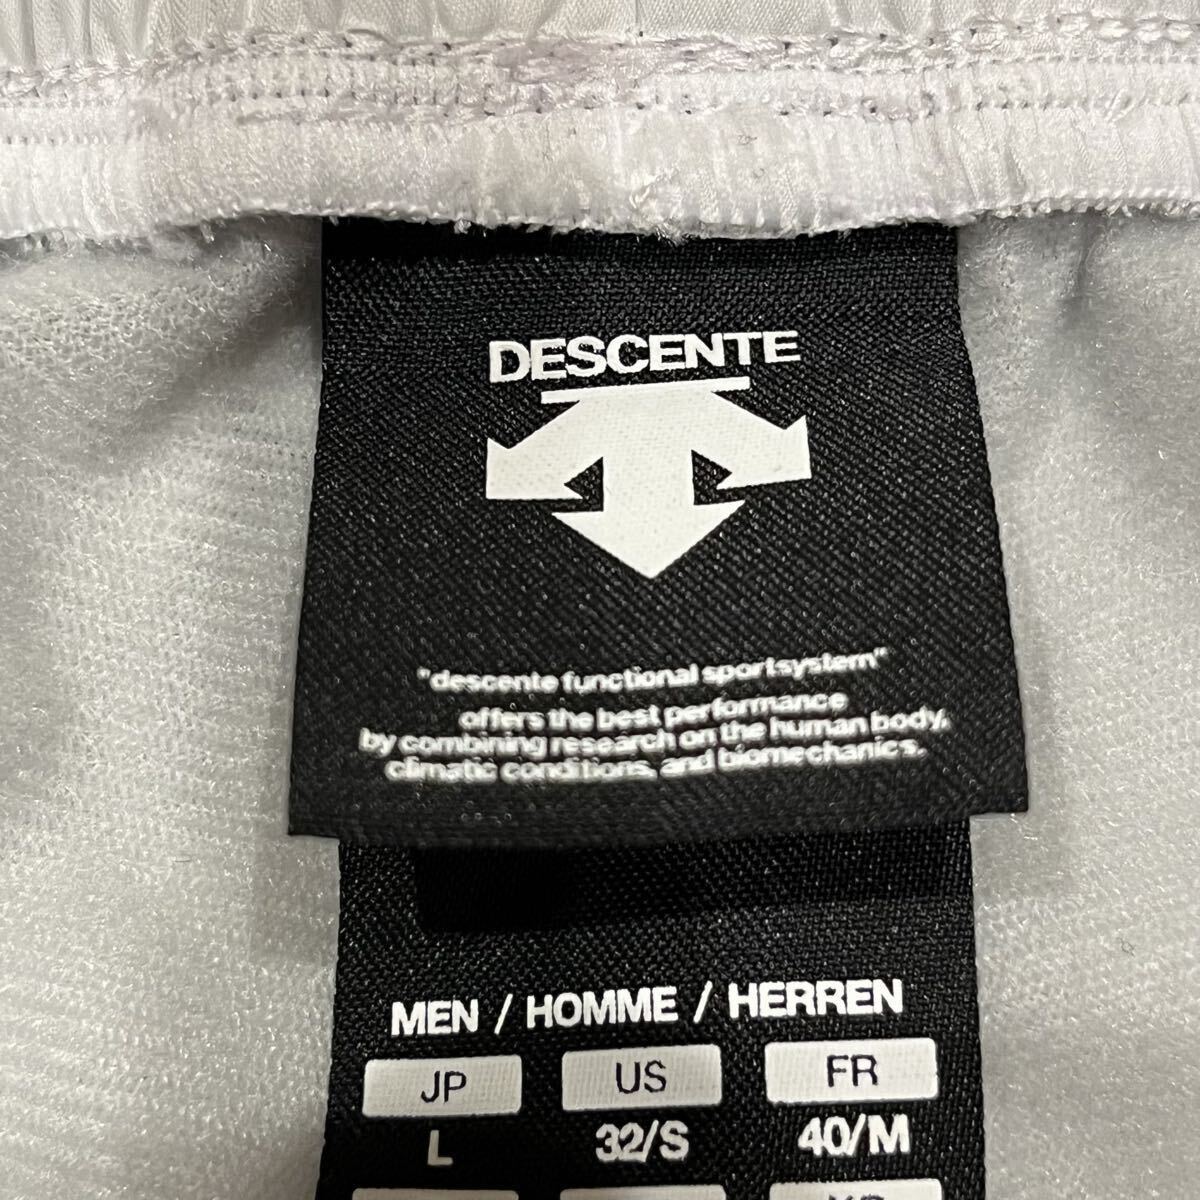 DESCENTE
"descente functional sportsystem"
offers the best performance
by combining research on the human body,
climatic conditions, and biomechanics.
MEN / HOMME / HERREN
JP US FR
L 32/S 40/M